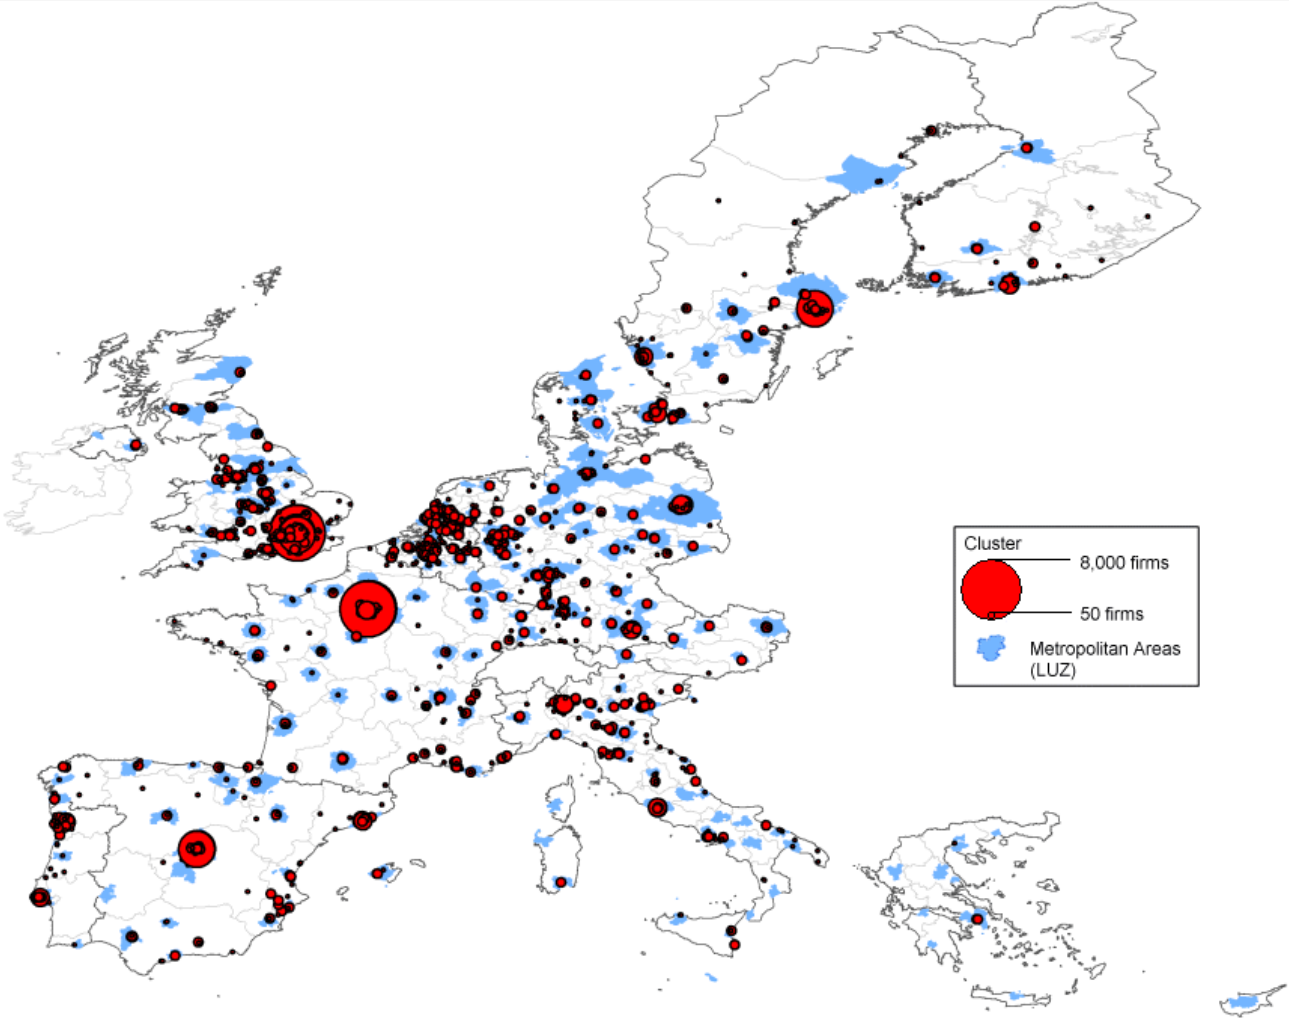 Cluster
8,000 firms
50 firms
Metropolitan Areas
(LUZ)